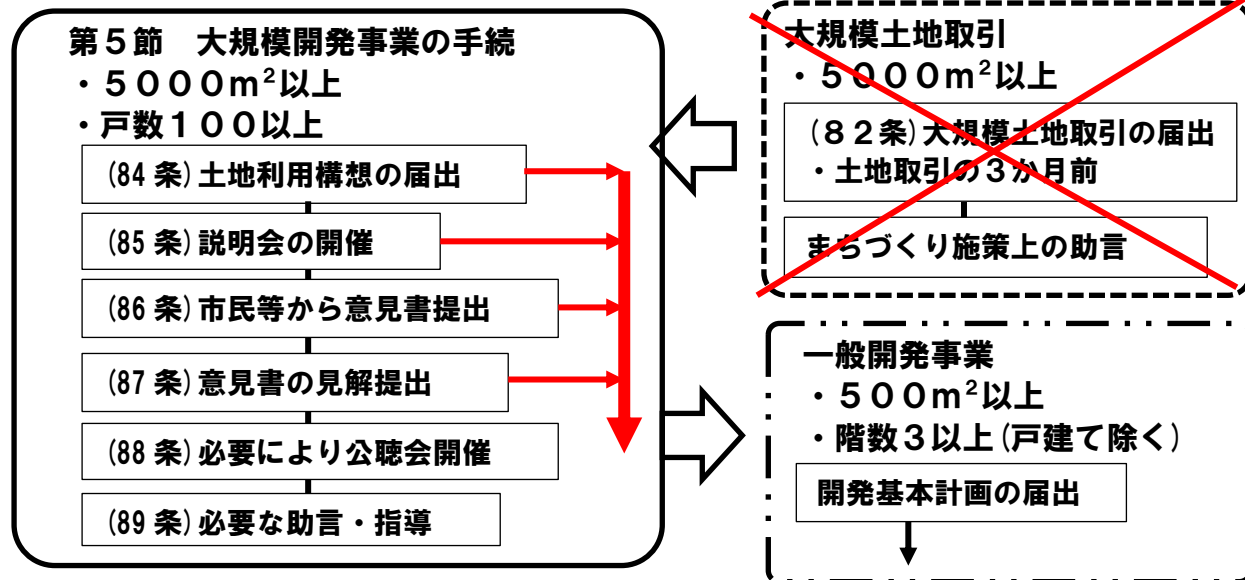 第５節　大規模開発事業の手続
・５０００ｍ²以上
・戸数１００以上
(84 条)土地利用構想の届出
(85 条)説明会の開催
(86 条)市民等から意見書提出
(87 条)意見書の見解提出
(88 条)必要により公聴会開催
(89 条)必要な助言・指導
大規模土地取引
・５０００ｍ²以上
(８２条)大規模土地取引の届出
・土地取引の３か月前
まちづくり施策上の助言
一般開発事業
・５００ｍ²以上
・階数３以上(戸建て除く)
開発基本計画の届出